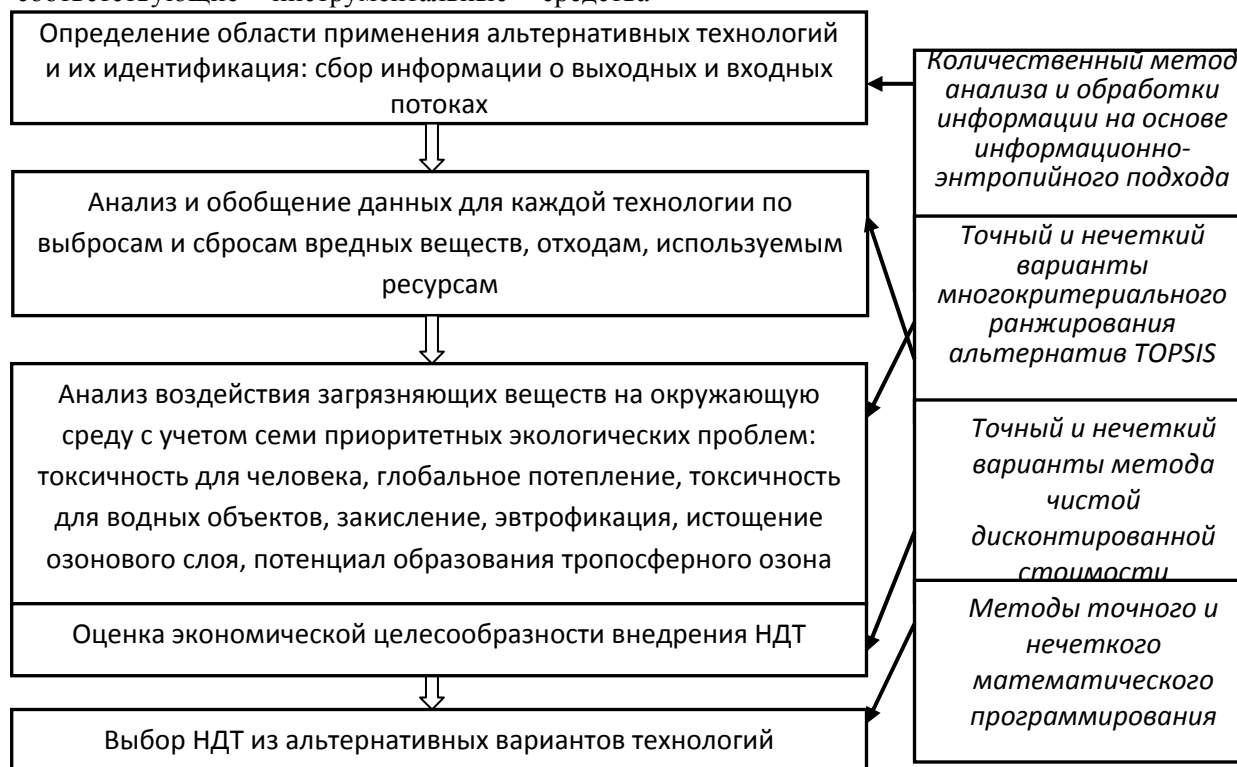 соответствующие инструментальные средства
Определение области применения альтернативных технологий
и их идентификация: сбор информации о выходных и входных
потоках
Анализ и обобщение данных для каждой технологии по
выбросам и сбросам вредных веществ, отходам, используемым
ресурсам
Анализ воздействия загрязняющих веществ на окружающую
среду с учетом семи приоритетных экологических проблем:
токсичность для человека, глобальное потепление, токсичность
для водных объектов, закисление, эвтрофикация, истощение
озонового слоя, потенциал образования тропосферного озона
Оценка экономической целесообразности внедрения НДТ
Выбор НДТ из альтернативных вариантов технологий
Количественный метод
анализа и обработки
информации на основе
информационно-
энтропийного подхода
Точный и нечеткий
варианты
многокритериального
ранжирования
альтернатив TOPSIS
Точный и нечеткий
варианты метода
чистой
дисконтированной
стоимости
Методы точного и
нечеткого
математического
программирования